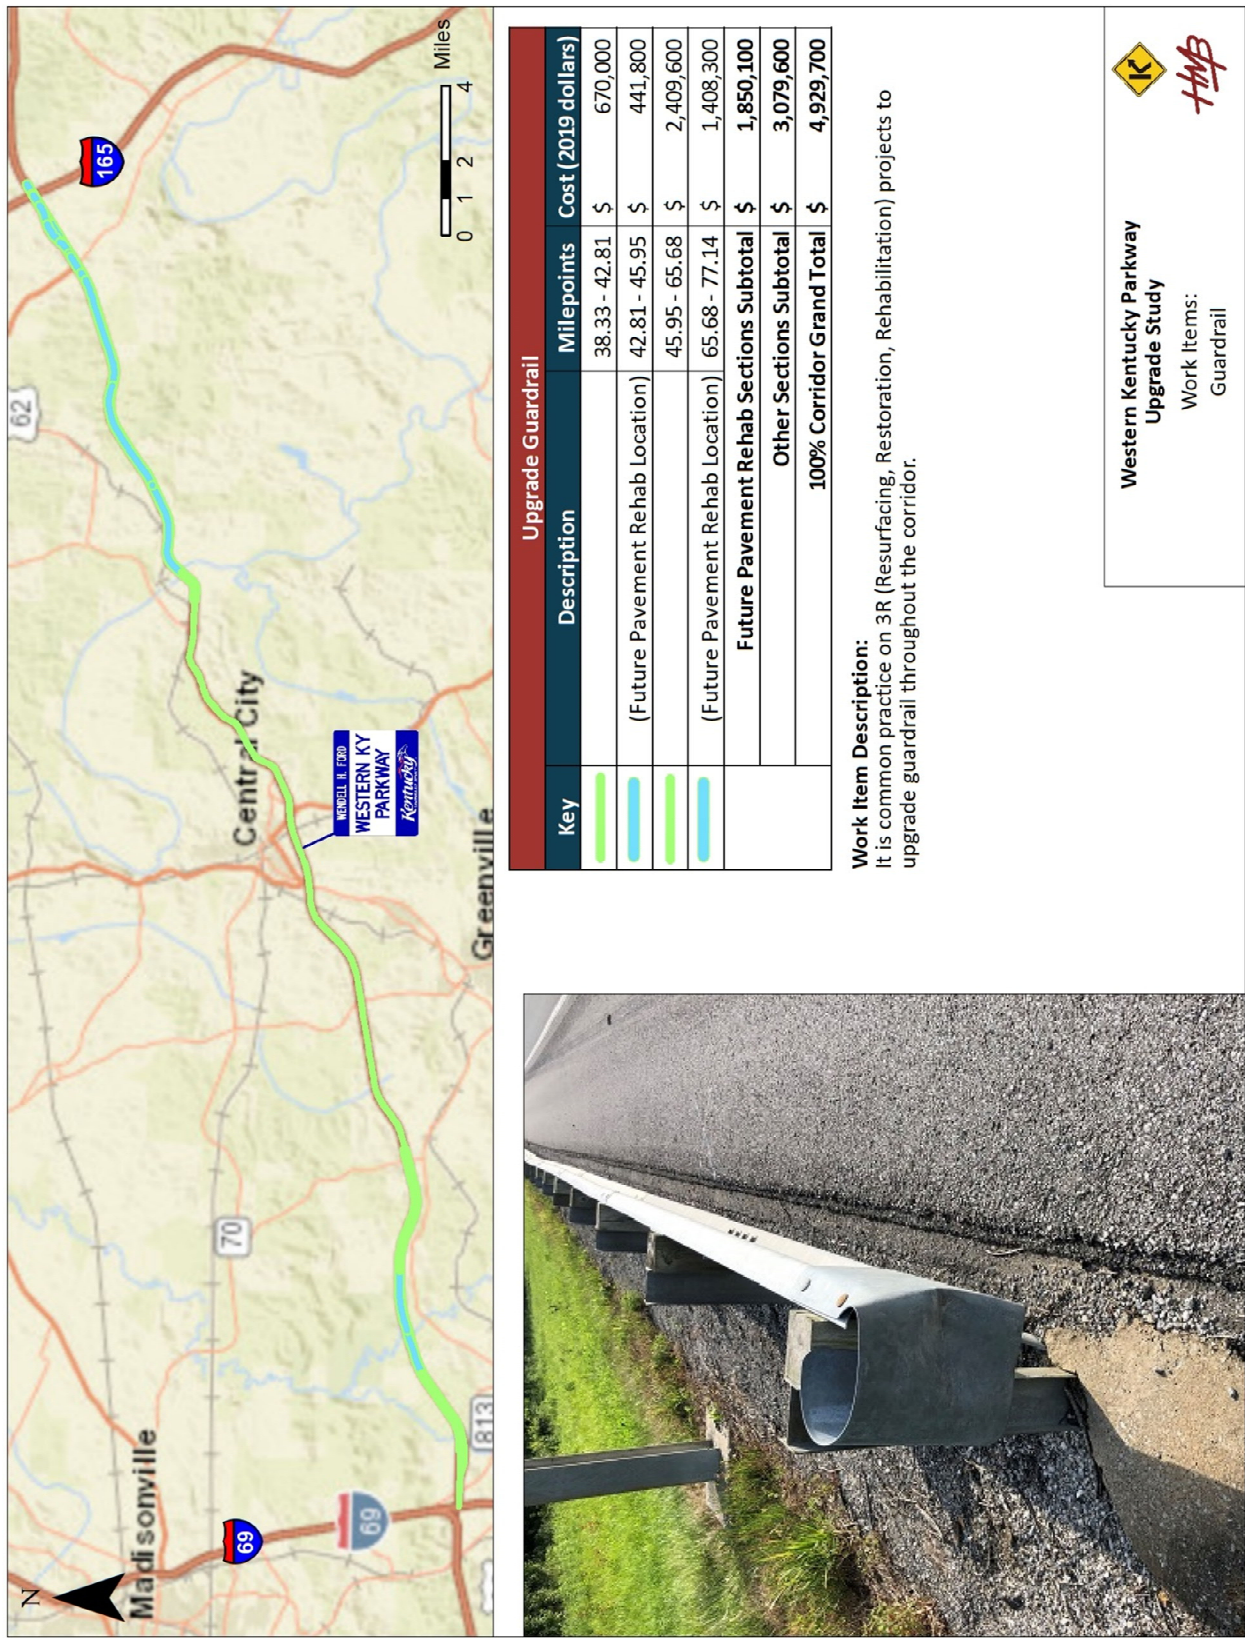 N
Madisonville
69
69
813
70
Central City
Greenville
WENDELL H. FORD
WESTERN KY
PARKWAY
Kentucky
62
165
0 1 2 4
Miles
Upgrade Guardrail
Key Description Milepoints Cost (2019 dollars)
38.33 - 42.81 $ 670,000
(Future Pavement Rehab Location) 42.81 - 45.95 $ 441,800
45.95 - 65.68 $ 2,409,600
(Future Pavement Rehab Location) 65.68 - 77.14 $ 1,408,300
Future Pavement Rehab Sections Subtotal $ 1,850,100
Other Sections Subtotal $ 3,079,600
100% Corridor Grand Total $ 4,929,700
Work Item Description:
It is common practice on 3R (Resurfacing, Restoration, Rehabilitation) projects to
upgrade guardrail throughout the corridor.
Western Kentucky Parkway
Upgrade Study
Work Items:
Guardrail
K